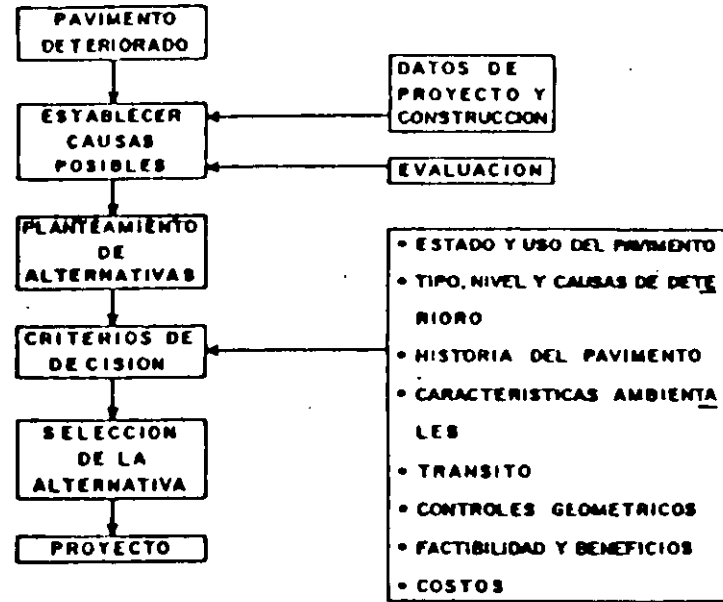 PAVIMENTO
DETERIORADO
DATOS DE
PROYECTO Y
CONSTRUCCION
ESTABLECER
CAUSAS
POSIBLES
EVALUACION
PLANTEAMIENTO
DE
ALTERNATIVAS
CRITERIOS DE
DECISION
SELECCION
DE LA
ALTERNATIVA
PROYECTO
• ESTADO Y USO DEL PAVIMENTO
• TIPO, NIVEL Y CAUSAS DE DETE
RIORO
• HISTORIA DEL PAVIMENTO
• CARACTERISTICAS AMBIENTA
LES
• TRANSITO
• CONTROLES GEOMETRICOS
• FACTIBILIDAD Y BENEFICIOS
• COSTOS